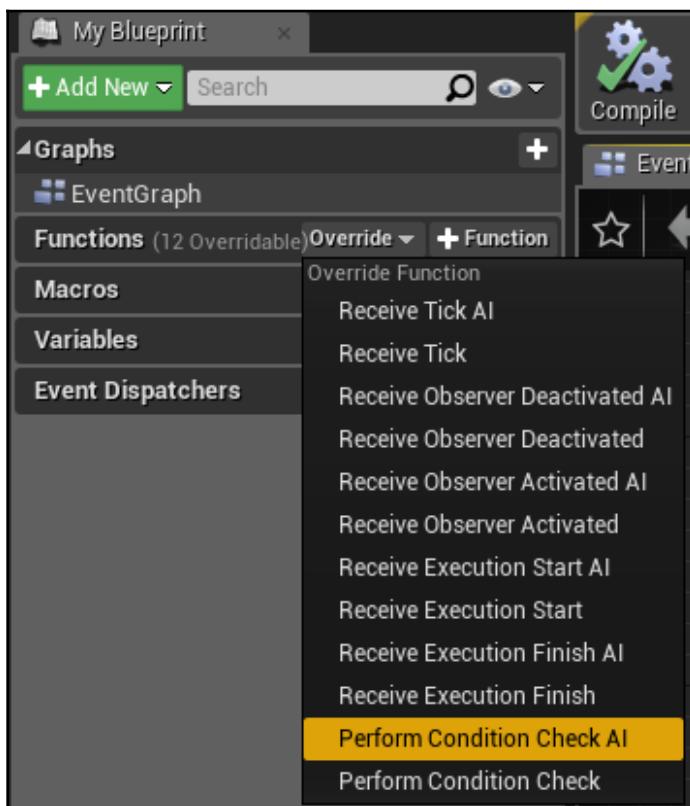 My Blueprint ×
Add New Search
Compile
Graphs
Event
EventGraph
Functions (12 Overridable) Override Function
Override Function
Macros
Receive Tick AI
Variables
Receive Tick
Event Dispatchers
Receive Observer Deactivated AI
Receive Observer Deactivated
Receive Observer Activated AI
Receive Observer Activated
Receive Execution Start AI
Receive Execution Start
Receive Execution Finish AI
Receive Execution Finish
Perform Condition Check AI
Perform Condition Check